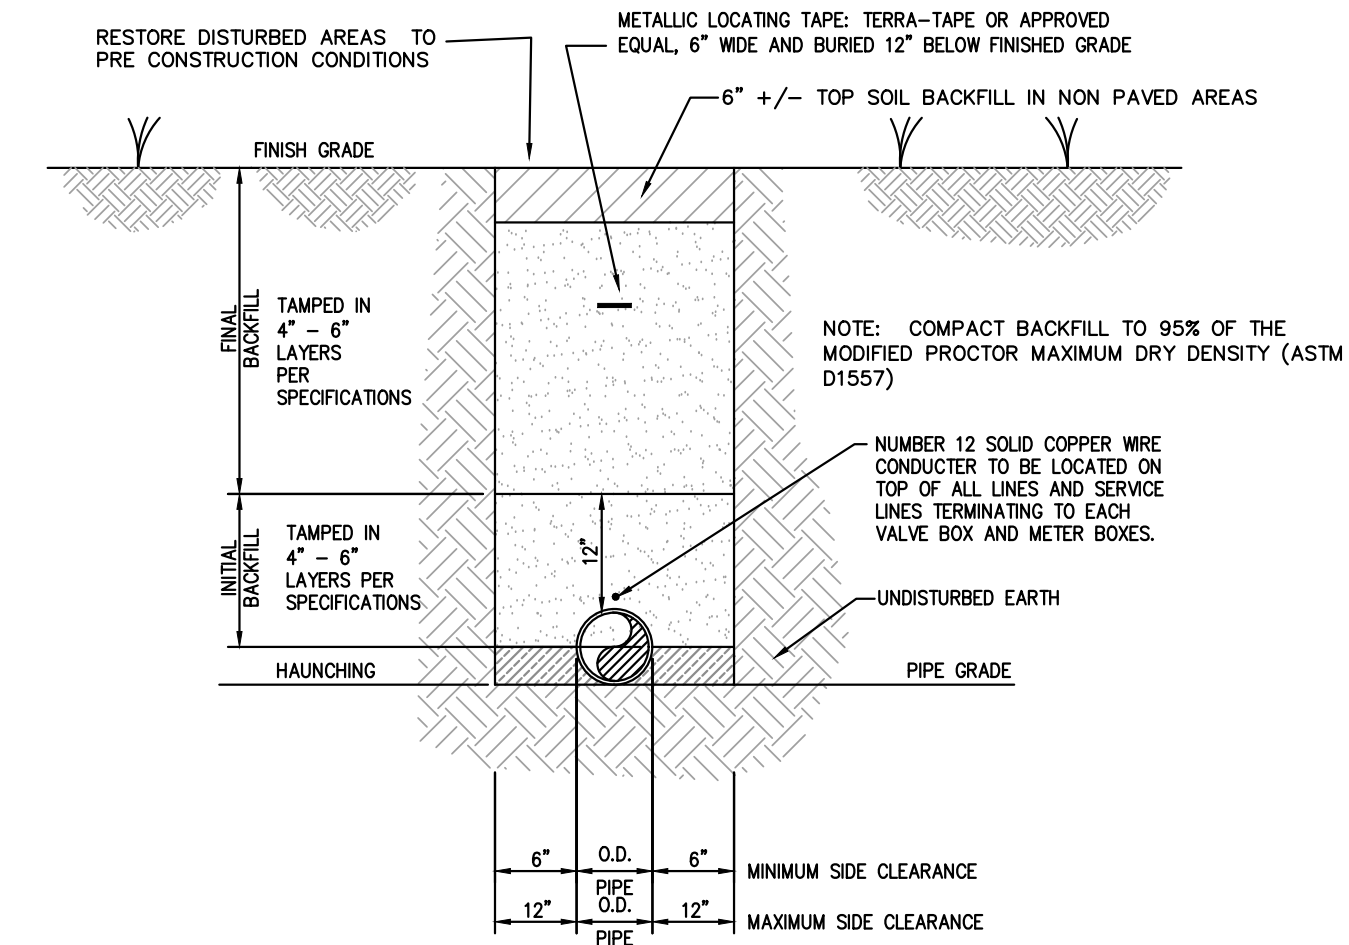 METALLIC LOCATING TAPE: TERRA-TAPE OR APPROVED
EQUAL, 6" WIDE AND BURIED 12" BELOW FINISHED GRADE
RESTORE DISTURBED AREAS TO
PRE CONSTRUCTION CONDITIONS
6" +/- TOP SOIL BACKFILL IN NON PAVED AREAS
FINISH GRADE
FINAL
BACKFILL
TAMPED IN
4" - 6"
LAYERS
PER
SPECIFICATIONS
NOTE: COMPACT BACKFILL TO 95% OF THE
MODIFIED PROCTOR MAXIMUM DRY DENSITY (ASTM
D1557)
NUMBER 12 SOLID COPPER WIRE
CONDUCTER TO BE LOCATED ON
TOP OF ALL LINES AND SERVICE
LINES TERMINATING TO EACH
VALVE BOX AND METER BOXES.
INITIAL
BACKFILL
TAMPED IN
4" - 6"
LAYERS PER
SPECIFICATIONS
12"
UNDISTURBED EARTH
HAUNCHING
PIPE GRADE
6"
O.D.
PIPE
6"
MINIMUM SIDE CLEARANCE
12"
O.D.
PIPE
12"
MAXIMUM SIDE CLEARANCE